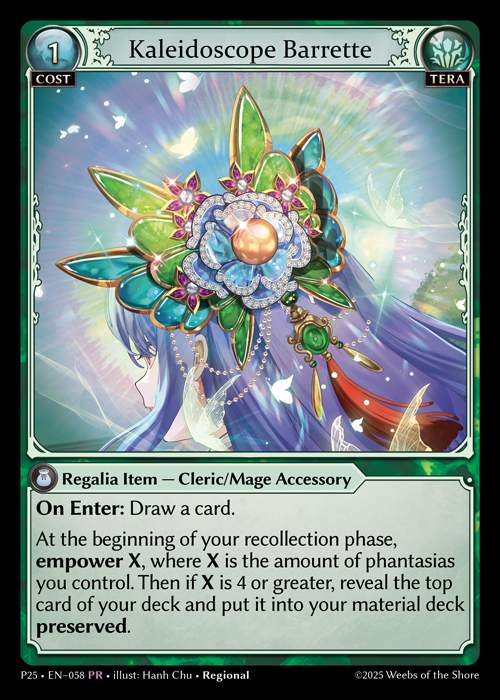 1
Kaleidoscope Barrette
COST
TERA
Regalia Item — Cleric/Mage Accessory
On Enter: Draw a card.
At the beginning of your recollection phase,
empower X, where X is the amount of phantasias
you control. Then if X is 4 or greater, reveal the top
card of your deck and put it into your material deck
preserved.
P25 • EN–058 PR • illust: Hanh Chu • Regional
©2025 Weebs of the Shore